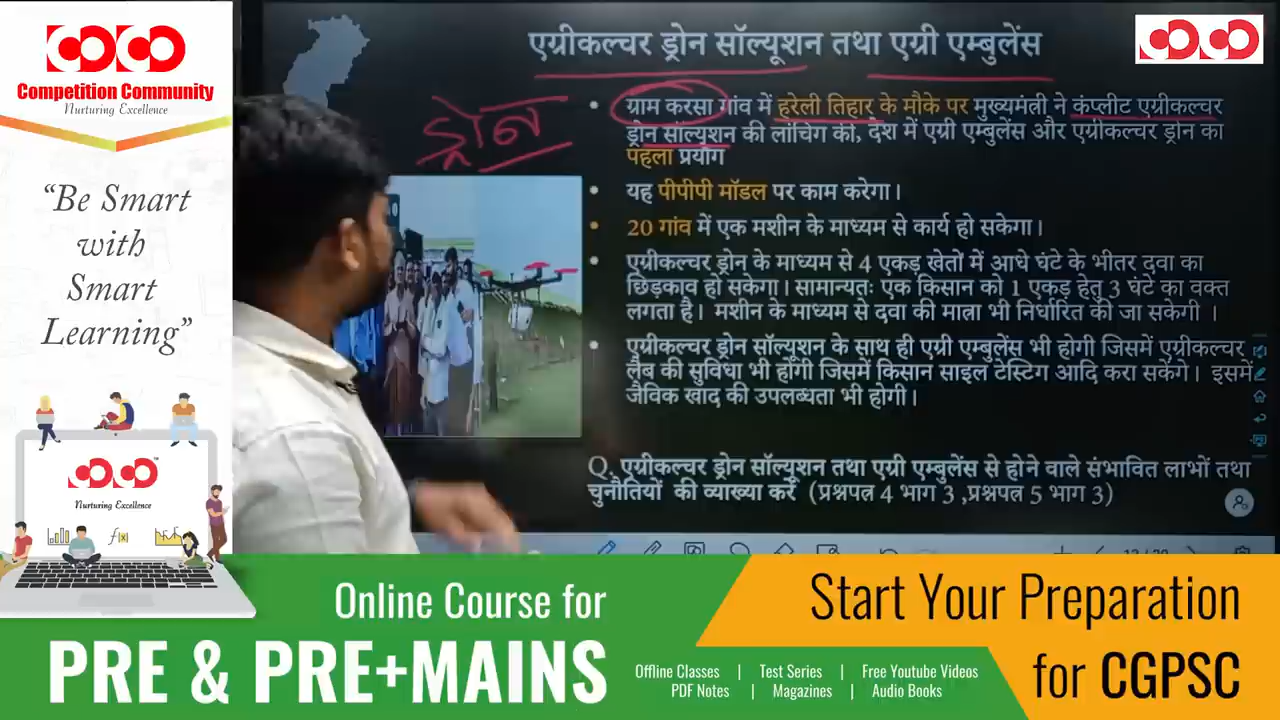 COCO
Competition Community
Nurturing Excellence
“Be Smart
with
Smart
Learning”
Nurturing Excellence
f(x)
एग्रीकल्चर ड्रोन सॉल्यूशन तथा एग्री एम्बुलेंस
ड्रोन
ग्राम करसा गांव में हरेली तिहार के मौके पर मुख्यमंत्री ने कंप्लीट एग्रीकल्चर
ड्रोन सॉल्यूशन की लांचिग की, देश में एग्री एम्बुलेंस और एग्रीकल्चर ड्रोन का
पहला प्रयोग
यह पीपीपी मॉडल पर काम करेगा।
20 गांव में एक मशीन के माध्यम से कार्य हो सकेगा।
एग्रीकल्चर ड्रोन के माध्यम से 4 एकड़ खेतों में आधे घंटे के भीतर दवा का
छिड़काव हो सकेगा। सामान्यतः एक किसान को 1 एकड़ हेतु 3 घंटे का वक्त
लगता है। मशीन के माध्यम से दवा की मात्रा भी निर्धारित की जा सकेगी ।
एग्रीकल्चर ड्रोन सॉल्यूशन के साथ ही एग्री एम्बुलेंस भी होगी जिसमें एग्रीकल्चर
लैब की सुविधा भी होगी जिसमें किसान साइल टेस्टिग आदि करा सकेंगे। इसमें
जैविक खाद की उपलब्धता भी होगी।
Q. एग्रीकल्चर ड्रोन सॉल्यूशन तथा एग्री एम्बुलेंस से होने वाले संभावित लाभों तथा
चुनौतियों की व्याख्या करें (प्रश्नपत्र 4 भाग 3 ,प्रश्नपत्र 5 भाग 3)
Online Course for
PRE & PRE+MAINS
Offline Classes | Test Series | Free Youtube Videos
PDF Notes | Magazines | Audio Books
Start Your Preparation
for CGPSC